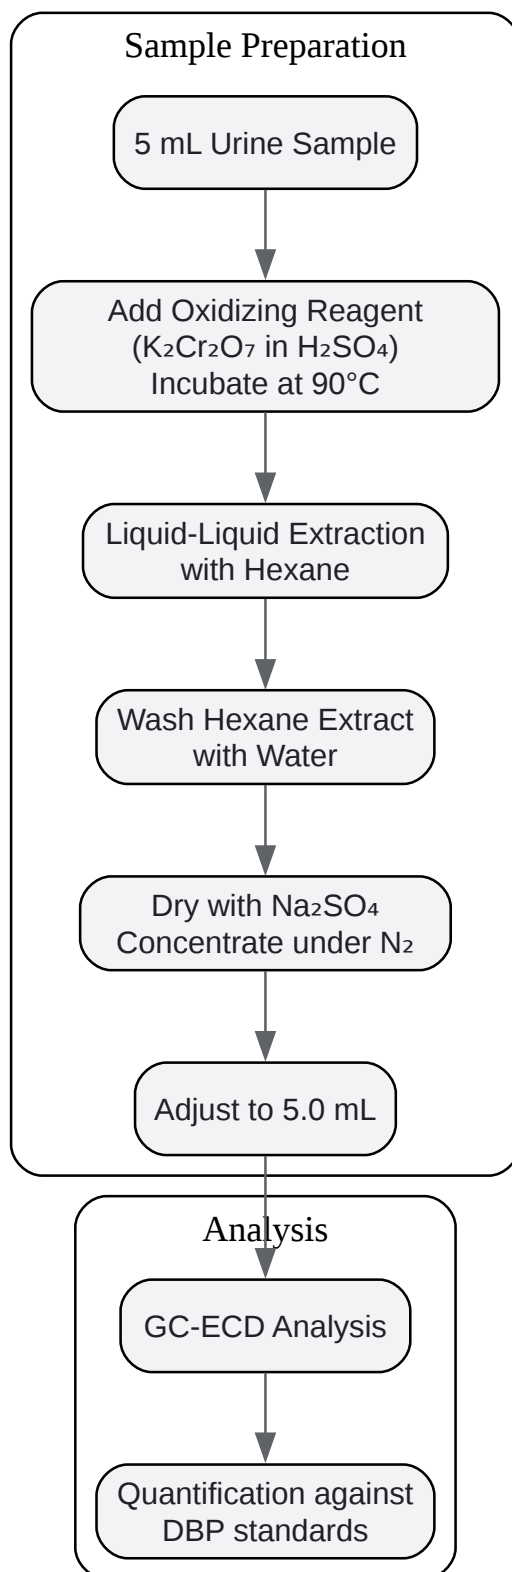 Sample Preparation
5 mL Urine Sample
Add Oxidizing Reagent
(K₂Cr₂O₇ in H₂SO₄)
Incubate at 90°C
Liquid-Liquid Extraction
with Hexane
Wash Hexane Extract
with Water
Dry with Na₂SO₄
Concentrate under N₂
Adjust to 5.0 mL
Analysis
GC-ECD Analysis
Quantification against
DBP standards